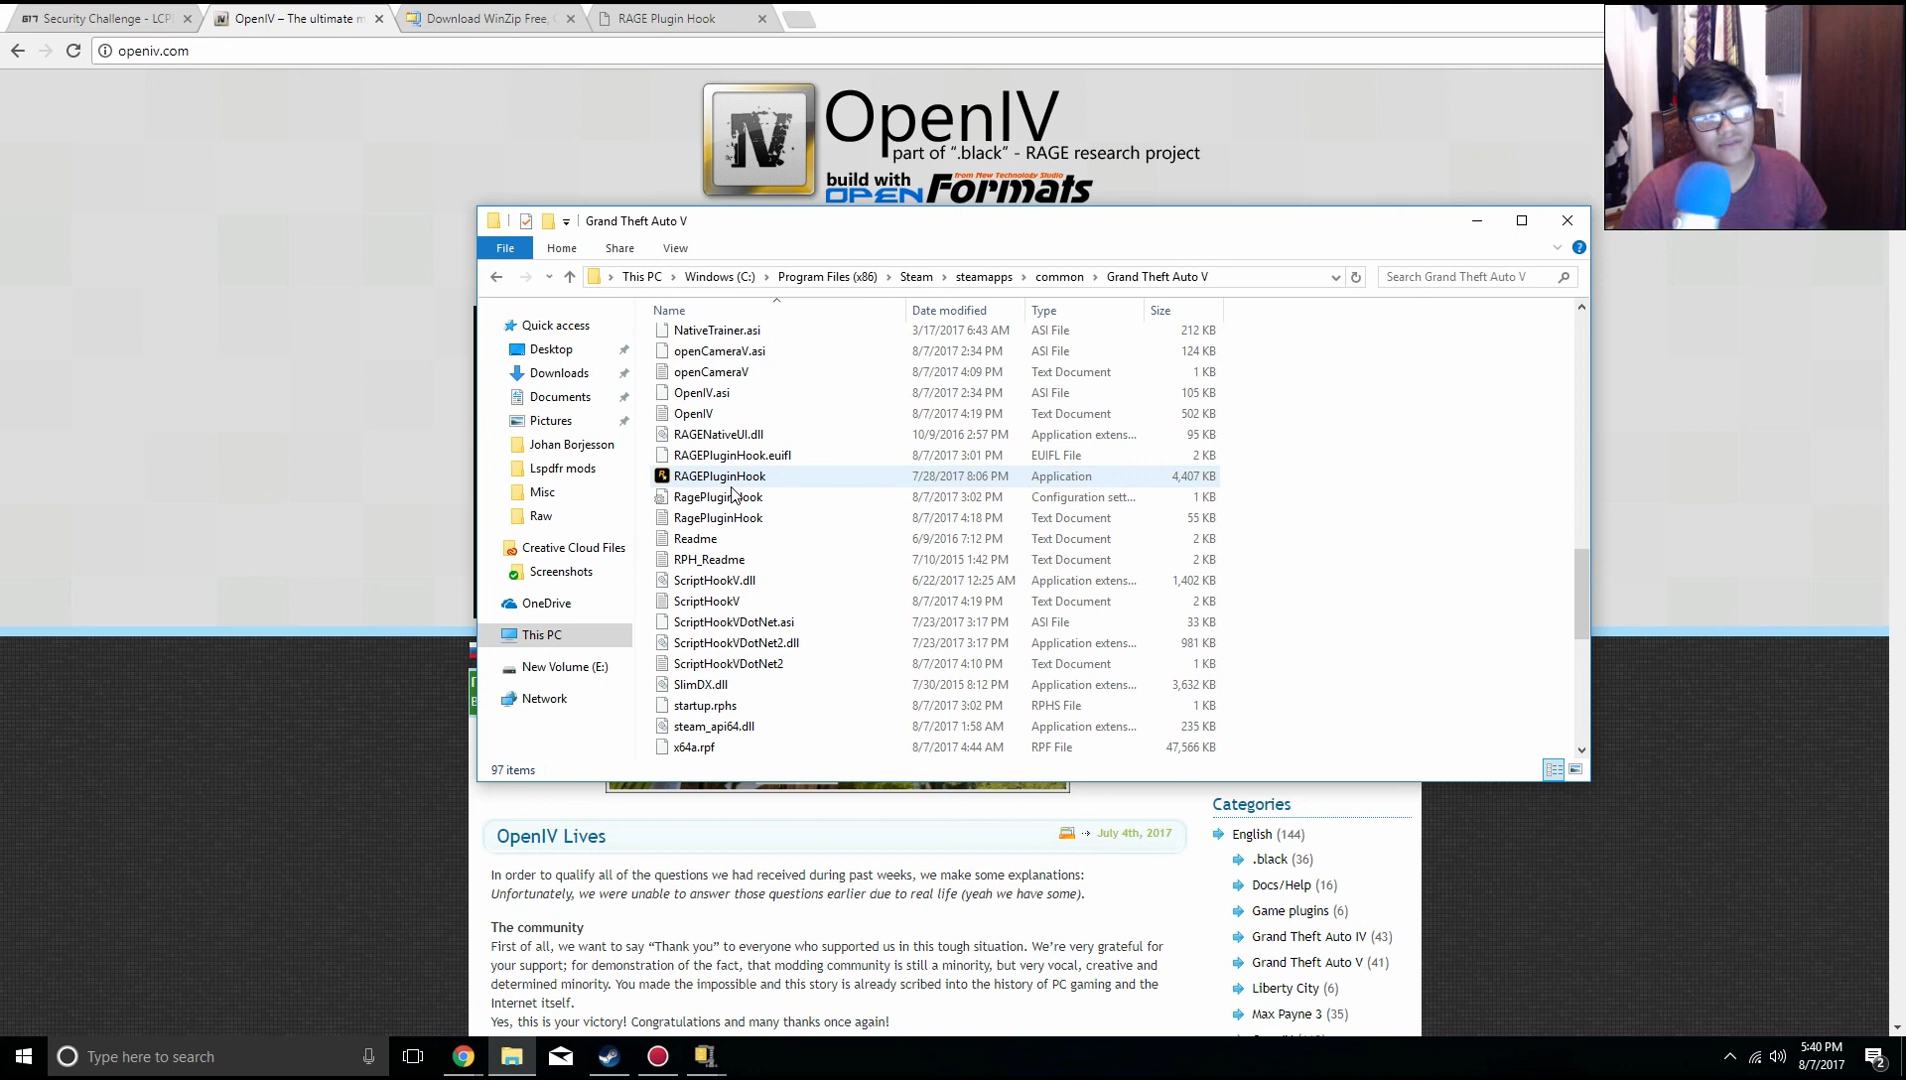 G17 Security Challenge - LCP
OpenIV – The ultimate m
Download WinZip Free,
RAGE Plugin Hook
openiv.com
OpenIV
part of ".black" - RAGE research project
build with
from New Technology Studio
OPENFormats
Grand Theft Auto V
File Home Share View
This PC > Windows (C:) > Program Files (x86) > Steam > steamapps > common > Grand Theft Auto V
Search Grand Theft Auto V
Quick access
Desktop
Downloads
Documents
Pictures
Johan Borjesson
Lspdfr mods
Misc
Raw
Creative Cloud Files
Screenshots
OneDrive
This PC
New Volume (E:)
Network
Name Date modified Type Size
NativeTrainer.asi 3/17/2017 6:43 AM ASI File 212 KB
openCameraV.asi 8/7/2017 2:34 PM ASI File 124 KB
openCameraV 8/7/2017 4:09 PM Text Document 1 KB
OpenIV.asi 8/7/2017 2:34 PM ASI File 105 KB
OpenIV 8/7/2017 4:19 PM Text Document 502 KB
RAGENativeUI.dll 10/9/2016 2:57 PM Application extens... 95 KB
RAGEPluginHook.euifl 8/7/2017 3:01 PM EUIFL File 2 KB
RAGEPluginHook 7/28/2017 8:06 PM Application 4,407 KB
RagePluginHook 8/7/2017 3:02 PM Configuration sett... 1 KB
RagePluginHook 8/7/2017 4:18 PM Text Document 55 KB
Readme 6/9/2016 7:12 PM Text Document 2 KB
RPH_Readme 7/10/2015 1:42 PM Text Document 2 KB
ScriptHookV.dll 6/22/2017 12:25 AM Application extens... 1,402 KB
ScriptHookV 8/7/2017 4:19 PM Text Document 2 KB
ScriptHookVDotNet.asi 7/23/2017 3:17 PM ASI File 33 KB
ScriptHookVDotNet2.dll 7/23/2017 3:17 PM Application extens... 981 KB
ScriptHookVDotNet2 8/7/2017 4:10 PM Text Document 1 KB
SlimDX.dll 7/30/2015 8:12 PM Application extens... 3,632 KB
startup.rphs 8/7/2017 3:02 PM RPHS File 1 KB
steam_api64.dll 8/7/2017 1:58 AM Application extens... 235 KB
x64a.rpf 8/7/2017 4:44 AM RPF File 47,566 KB
97 items
OpenIV Lives
July 4th, 2017
In order to qualify all of the questions we had received during past weeks, we make some explanations:
Unfortunately, we were unable to answer those questions earlier due to real life (yeah we have some).
The community
First of all, we want to say “Thank you” to everyone who supported us in this tough situation. We’re very grateful for
your support; for demonstration of the fact, that modding community is still a minority, but very vocal, creative and
determined minority. You made the impossible and this story is already scribed into the history of PC gaming and the
Internet itself.
Yes, this is your victory! Congratulations and many thanks once again!
Categories
English (144)
.black (36)
Docs/Help (16)
Game plugins (6)
Grand Theft Auto IV (43)
Grand Theft Auto V (41)
Liberty City (6)
Max Payne 3 (35)
Type here to search
5:40 PM
8/7/2017
2